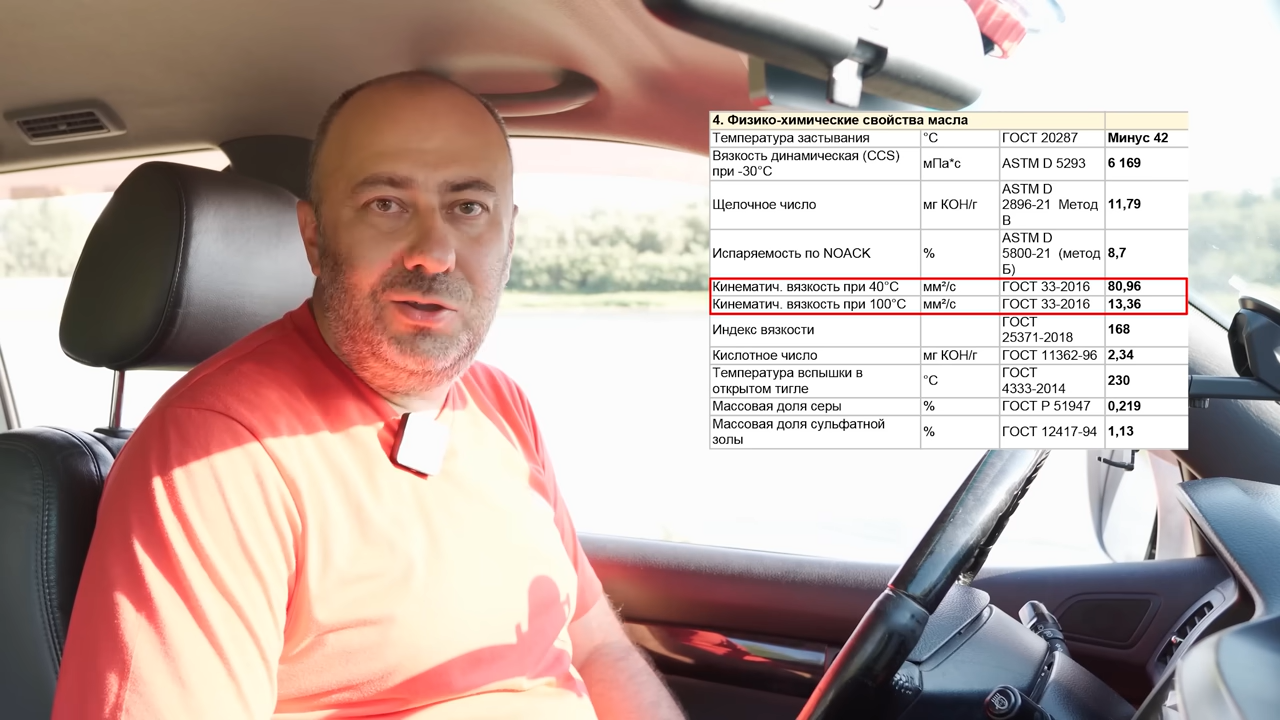 4. Физико-химические свойства масла
Температура застывания °C ГОСТ 20287 Минус 42
Вязкость динамическая (CCS)
при -30°C мПа*с ASTM D 5293 6 169
Щелочное число мг КОН/г ASTM D
2896-21 Метод
B 11,79
Испаряемость по NOACK % ASTM D
5800-21 (метод
Б) 8,7
Кинематич. вязкость при 40°C мм²/с ГОСТ 33-2016 80,96
Кинематич. вязкость при 100°C мм²/с ГОСТ 33-2016 13,36
Индекс вязкости ГОСТ
25371-2018 168
Кислотное число мг КОН/г ГОСТ 11362-96 2,34
Температура вспышки в
открытом тигле °C ГОСТ
4333-2014 230
Массовая доля серы % ГОСТ Р 51947 0,219
Массовая доля сульфатной
золы % ГОСТ 12417-94 1,13